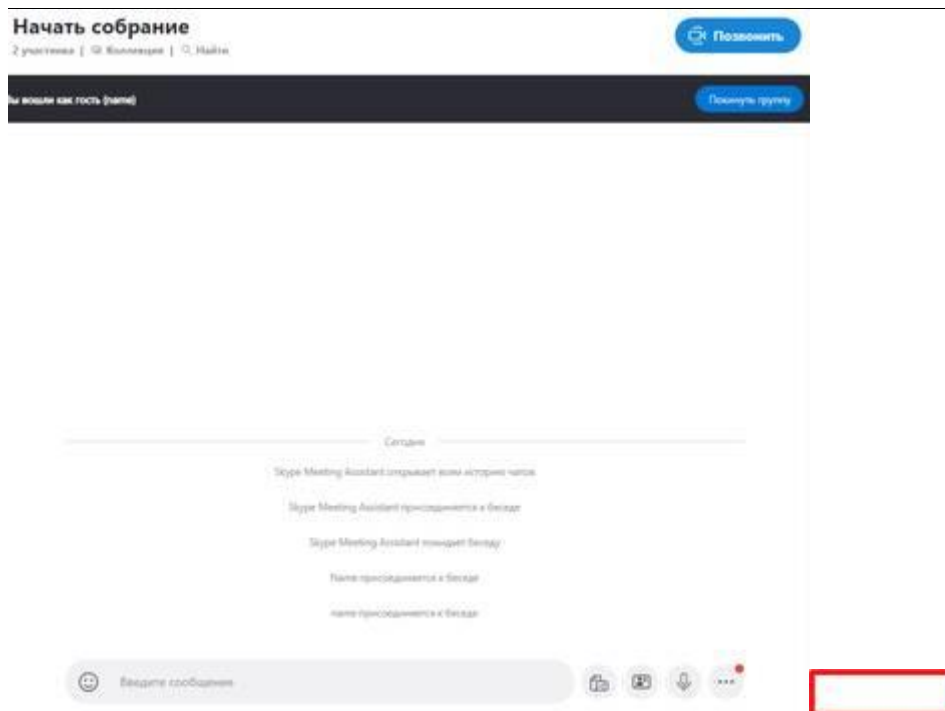 Начать собрание
2 участника | Коллекция | Найти
Позвонить
Вы вошли как гость (name)
Покинуть группу
Сегодня
Skype Meeting Assistant открывает всем историю чатов
Skype Meeting Assistant присоединяется к беседе
Skype Meeting Assistant покидает беседу
Name присоединяется к беседе
name присоединяется к беседе
Введите сообщение